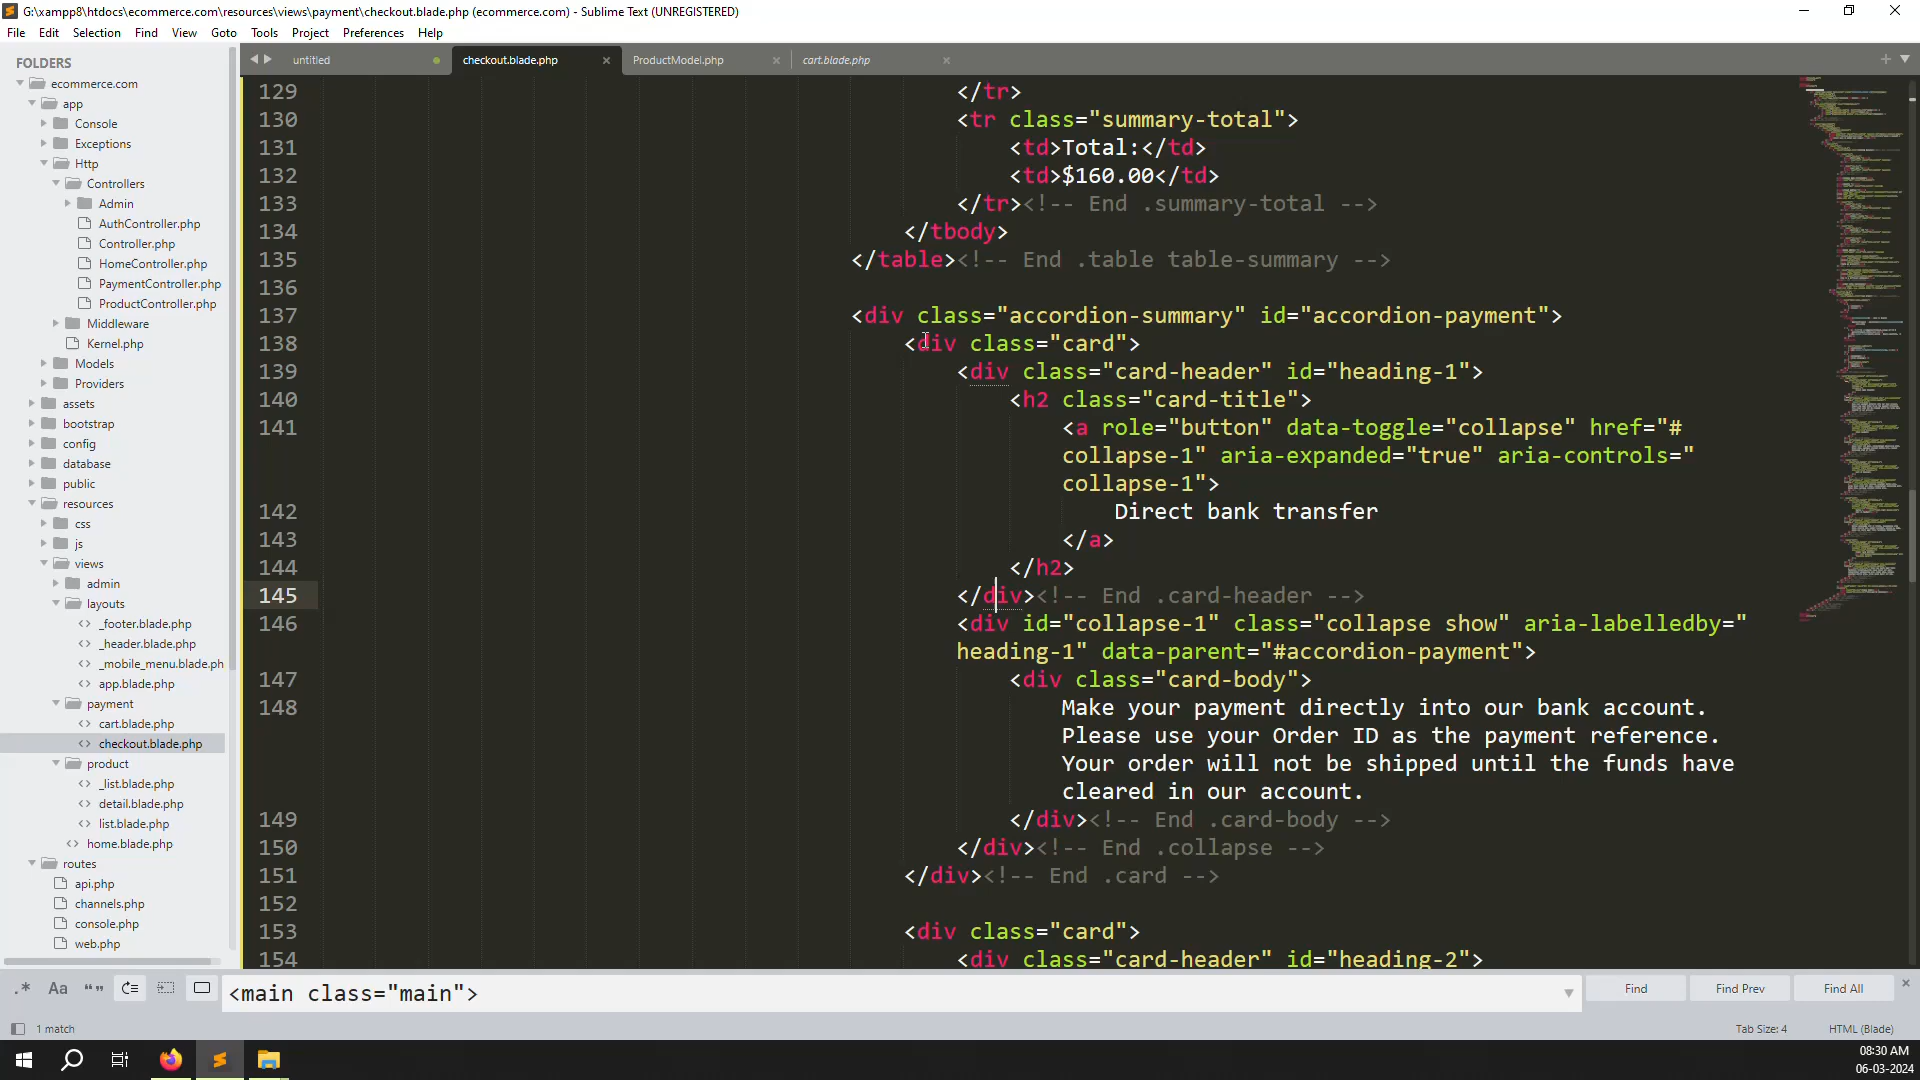 G:\xampp8\htdocs\ecommerce.com\resources\views\payment\checkout.blade.php (ecommerce.com) - Sublime Text (UNREGISTERED)
File Edit Selection Find View Goto Tools Project Preferences Help
FOLDERS
ecommerce.com
app
Console
Exceptions
Http
Controllers
Admin
AuthController.php
Controller.php
HomeController.php
PaymentController.php
ProductController.php
Middleware
Kernel.php
Models
Providers
assets
bootstrap
config
database
public
resources
css
js
views
admin
layouts
_footer.blade.php
_header.blade.php
_mobile_menu.blade.ph
app.blade.php
payment
cart.blade.php
checkout.blade.php
product
_list.blade.php
detail.blade.php
list.blade.php
home.blade.php
routes
api.php
channels.php
console.php
web.php
untitled checkout.blade.php ProductModel.php cart.blade.php
129 </tr>
130 <tr class="summary-total">
131 <td>Total:</td>
132 <td>$160.00</td>
133 </tr><!-- End .summary-total -->
134 </tbody>
135 </table><!-- End .table table-summary -->
136
137 <div class="accordion-summary" id="accordion-payment">
138 <div class="card">
139 <div class="card-header" id="heading-1">
140 <h2 class="card-title">
141 <a role="button" data-toggle="collapse" href="#
collapse-1" aria-expanded="true" aria-controls="
collapse-1">
142 Direct bank transfer
143 </a>
144 </h2>
145 </div><!-- End .card-header -->
146 <div id="collapse-1" class="collapse show" aria-labelledby="
heading-1" data-parent="#accordion-payment">
147 <div class="card-body">
148 Make your payment directly into our bank account.
Please use your Order ID as the payment reference.
Your order will not be shipped until the funds have
cleared in our account.
149 </div><!-- End .card-body -->
150 </div><!-- End .collapse -->
151 </div><!-- End .card -->
152
153 <div class="card">
154 <div class="card-header" id="heading-2">
.* Aa “” <main class="main"> Find Find Prev Find All
1 match Tab Size: 4 HTML (Blade)
08:30 AM
06-03-2024